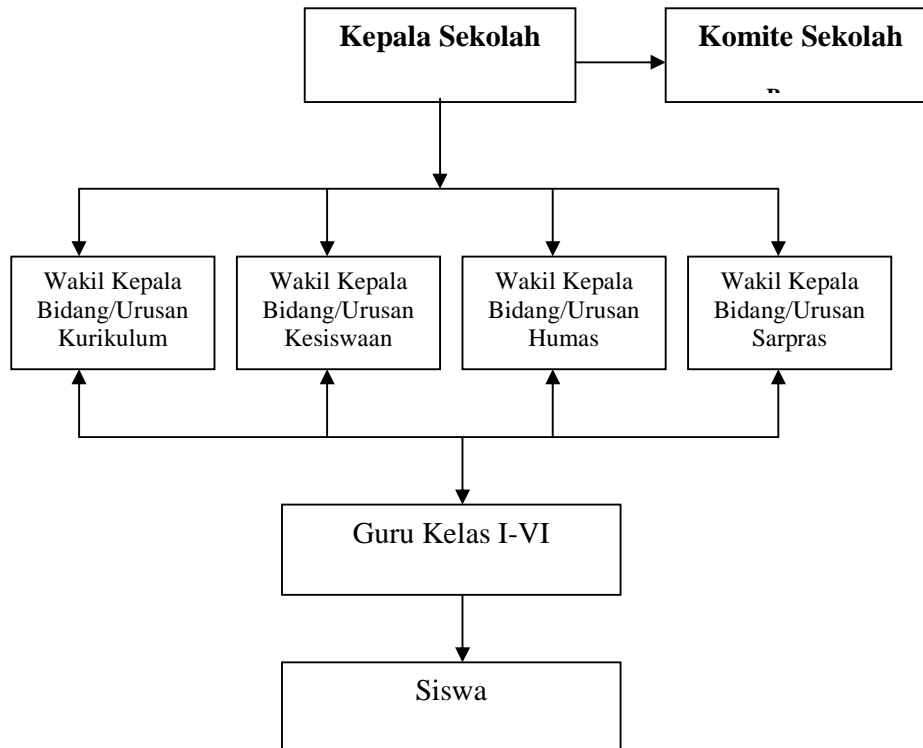 Kepala Sekolah
Komite Sekolah
Wakil Kepala
Bidang/Urusan
Kurikulum
Wakil Kepala
Bidang/Urusan
Kesiswaan
Wakil Kepala
Bidang/Urusan
Humas
Wakil Kepala
Bidang/Urusan
Sarpras
Guru Kelas I-VI
Siswa